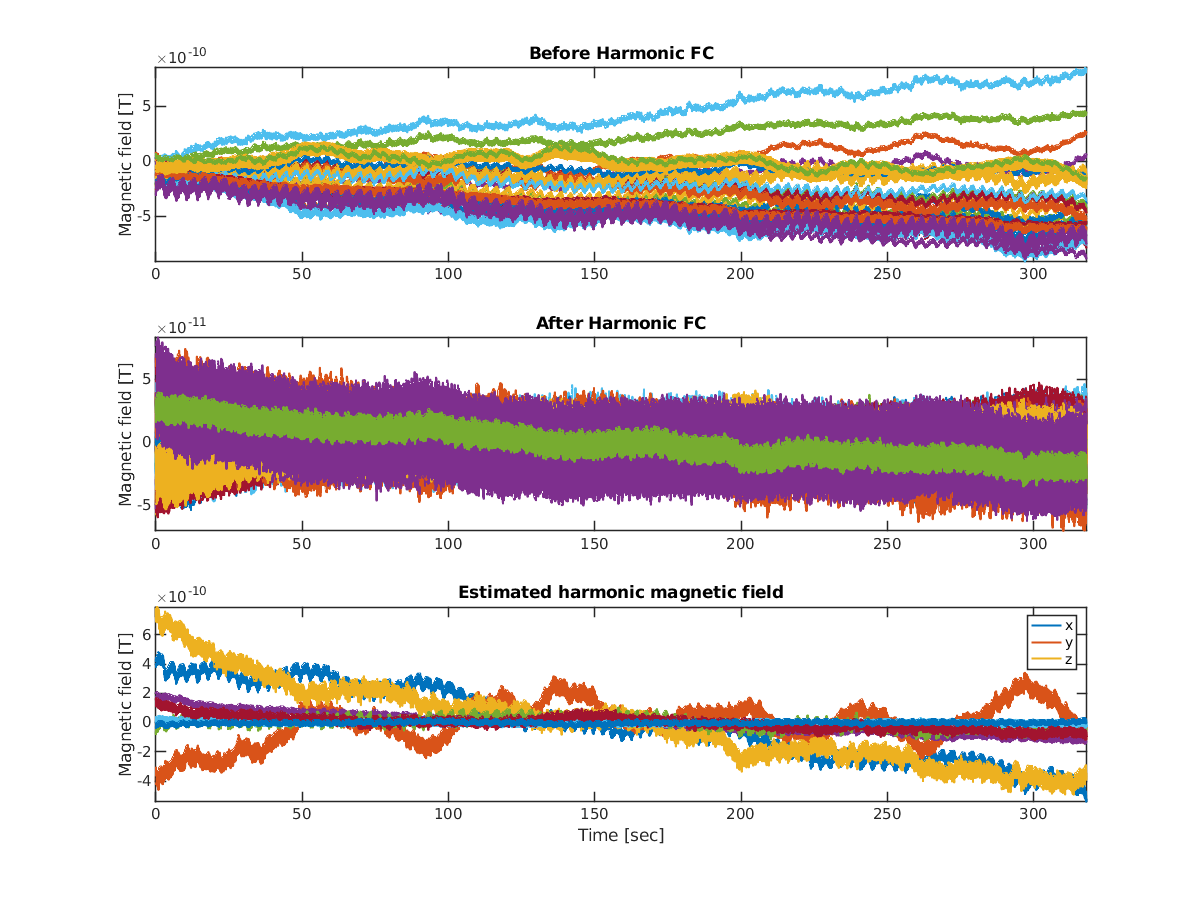 Before Harmonic FC
×10^-10
Magnetic field [T]
5
0
-5
0 50 100 150 200 250 300
After Harmonic FC
×10^-11
Magnetic field [T]
5
0
-5
0 50 100 150 200 250 300
Estimated harmonic magnetic field
×10^-10
Magnetic field [T]
6
4
2
0
-2
-4
x
y
z
0 50 100 150 200 250 300
Time [sec]